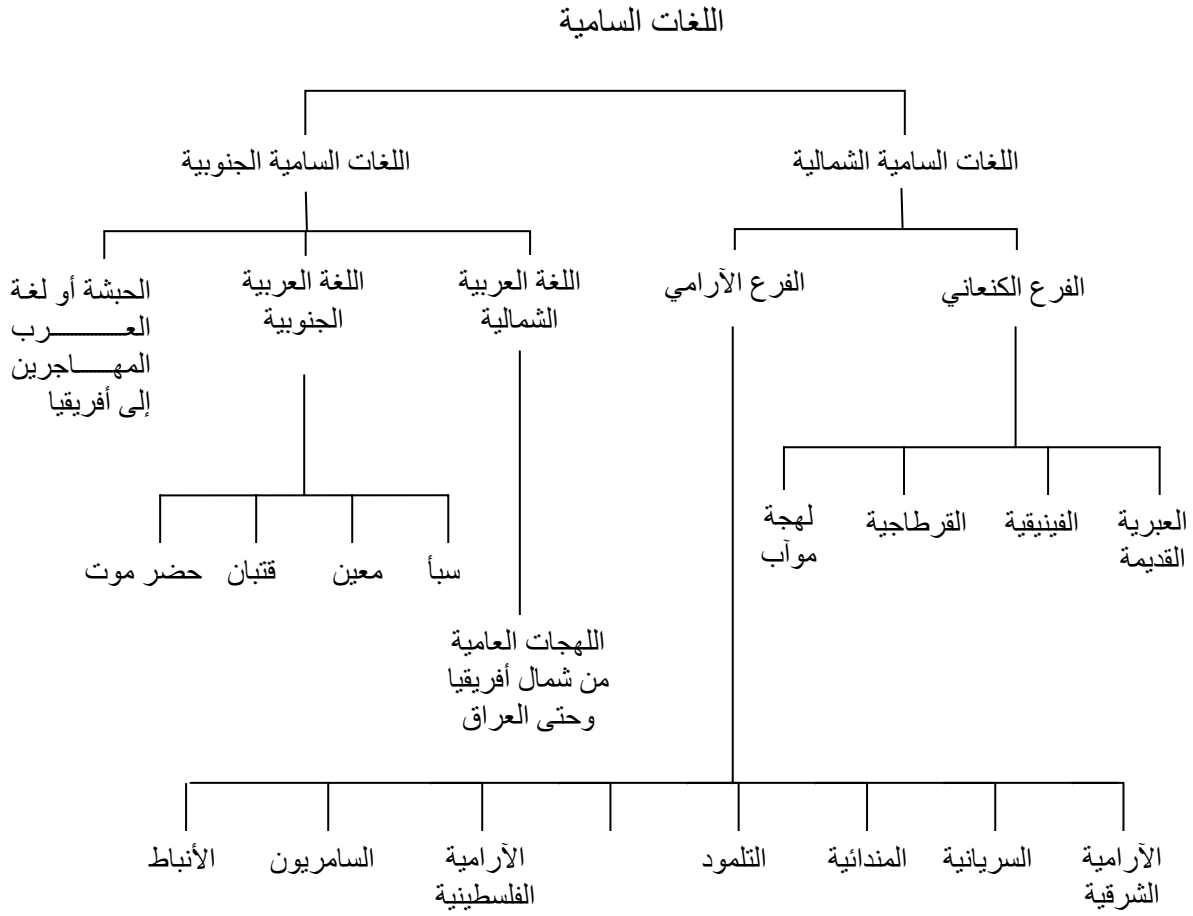 اللغات السامية
اللغات السامية الشمالية
اللغات السامية الجنوبية
الفرع الكنعاني
الفرع الآرامي
اللغة العربية
الشمالية
اللغة العربية
الجنوبية
الحبشة أو لغة
العـــــــرب
المهـــاجرين
إلى أفريقيا
العبرية
القديمة
الفينيقية
القرطاجية
لهجة
موآب
سبأ
معين
قتبان
حضر موت
اللهجات العامية
من شمال أفريقيا
وحتى العراق
الآرامية
الشرقية
السريانية
المندائية
التلمود
الآرامية
الفلسطينية
السامريون
الأنباط